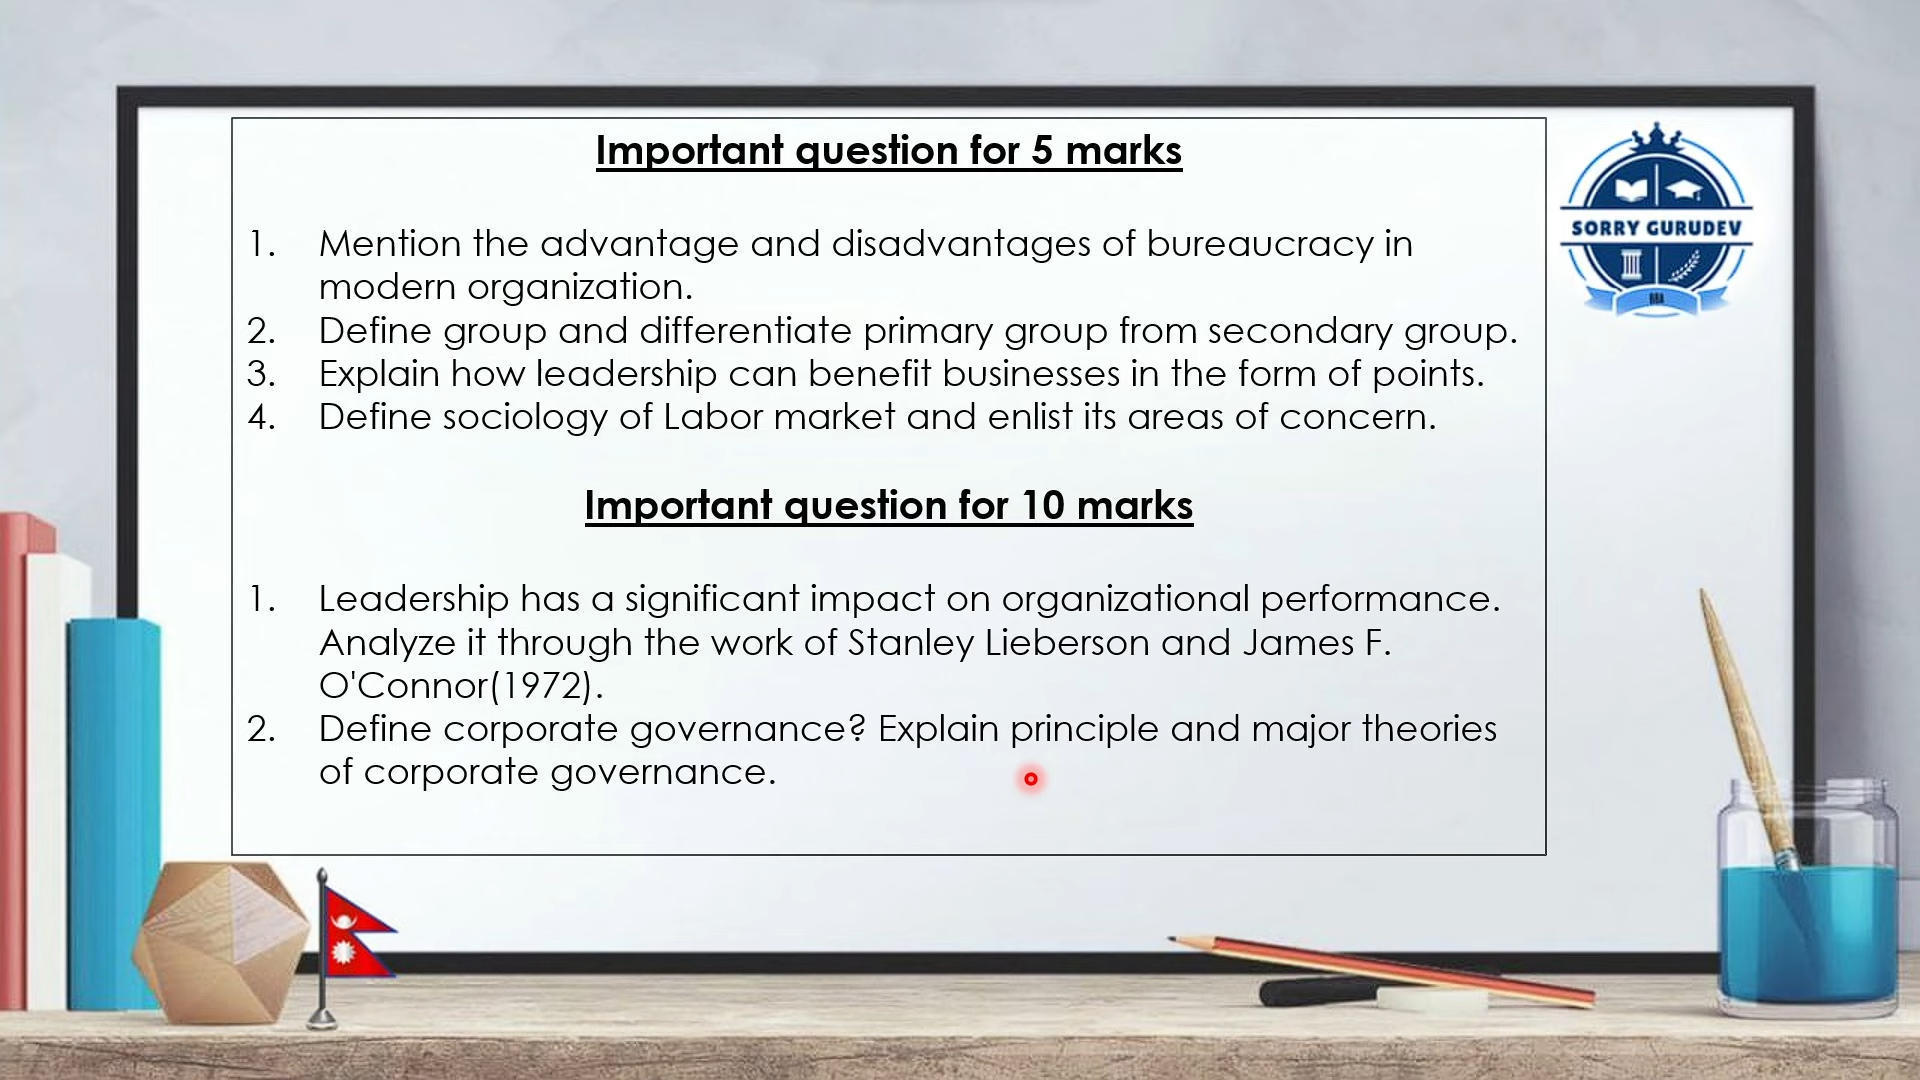 Important question for 5 marks
1. Mention the advantage and disadvantages of bureaucracy in
modern organization.
2. Define group and differentiate primary group from secondary group.
3. Explain how leadership can benefit businesses in the form of points.
4. Define sociology of Labor market and enlist its areas of concern.
Important question for 10 marks
1. Leadership has a significant impact on organizational performance.
Analyze it through the work of Stanley Lieberson and James F.
O'Connor(1972).
2. Define corporate governance? Explain principle and major theories
of corporate governance.
SORRY GURUDEV
BBA